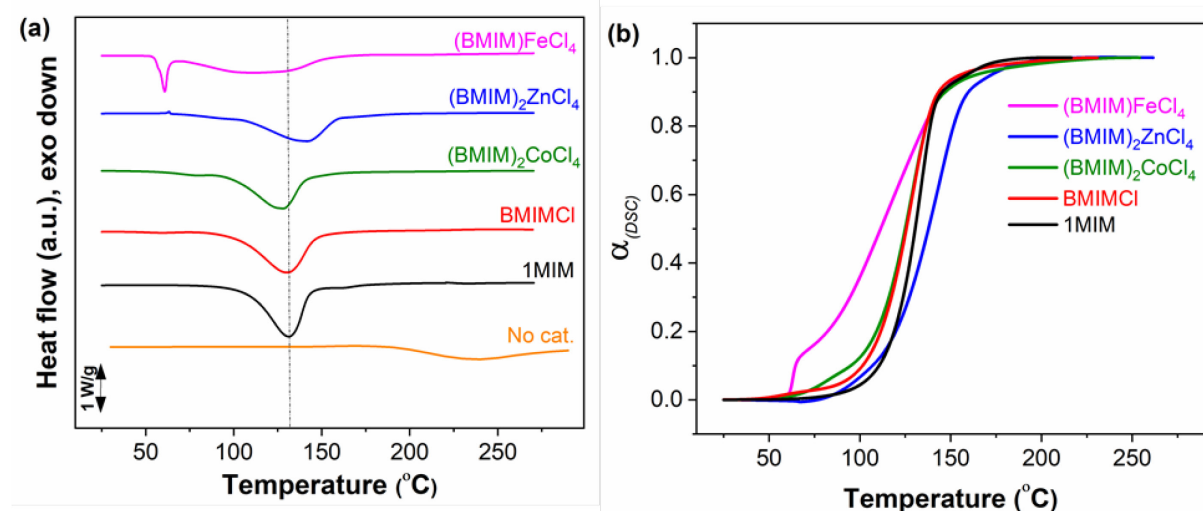 (a)
Heat flow (a.u.), exo down
(BMIM)FeCl₄
(BMIM)₂ZnCl₄
(BMIM)₂CoCl₄
BMIMCl
1MIM
No cat.
1 W/g
50 100 150 200 250
Temperature (°C)
(b)
α(DSC)
1.0
0.8
0.6
0.4
0.2
0.0
(BMIM)FeCl₄
(BMIM)₂ZnCl₄
(BMIM)₂CoCl₄
BMIMCl
1MIM
50 100 150 200 250
Temperature (°C)